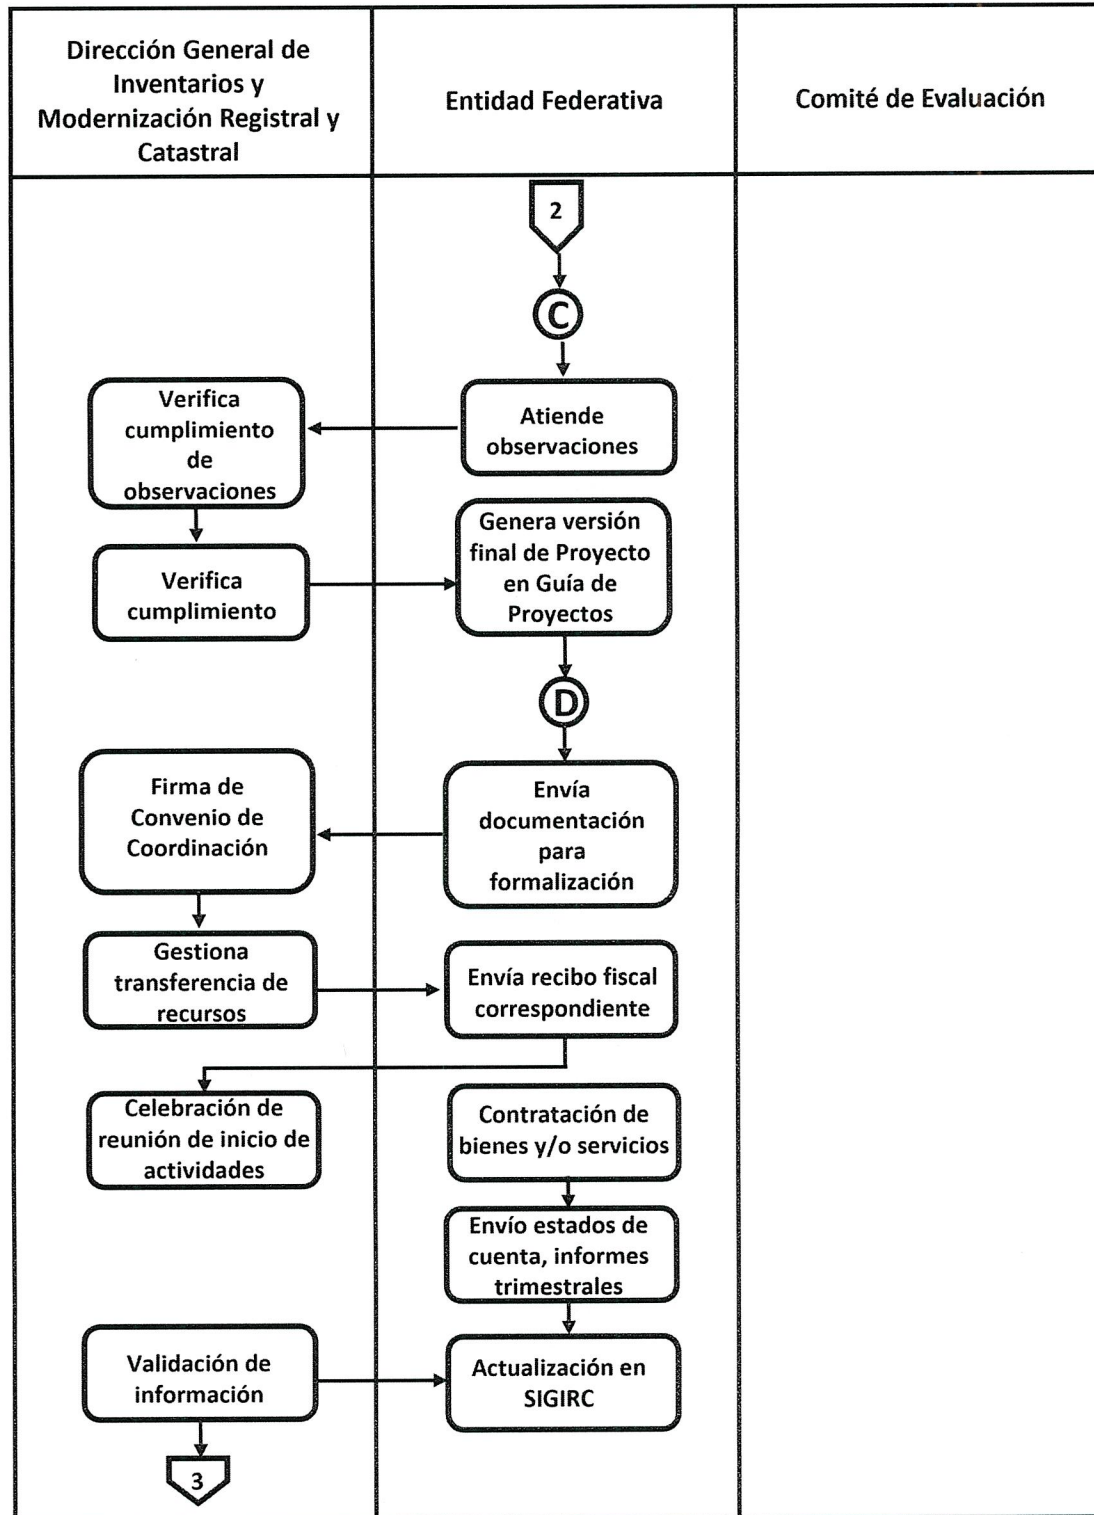 Dirección General de
Inventarios y
Modernización Registral y
Catastral
Entidad Federativa
Comité de Evaluación
2
C
Verifica
cumplimiento
de
observaciones
Atiende
observaciones
Verifica
cumplimiento
Genera versión
final de Proyecto
en Guía de
Proyectos
D
Firma de
Convenio de
Coordinación
Envía
documentación
para
formalización
Gestiona
transferencia de
recursos
Envía recibo fiscal
correspondiente
Celebración de
reunión de inicio de
actividades
Contratación de
bienes y/o servicios
Envío estados de
cuenta, informes
trimestrales
Validación de
información
Actualización en
SIGIRC
3